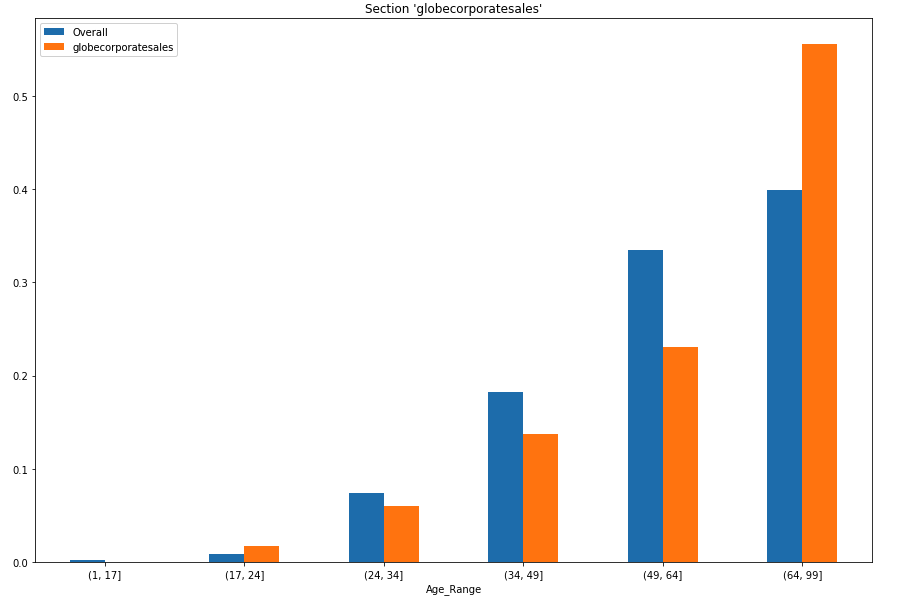 Section 'globecorporatesales'
Overall
globecorporatesales
0.5
0.4
0.3
0.2
0.1
0.0
(1, 17] (17, 24] (24, 34] (34, 49] (49, 64] (64, 99]
Age_Range